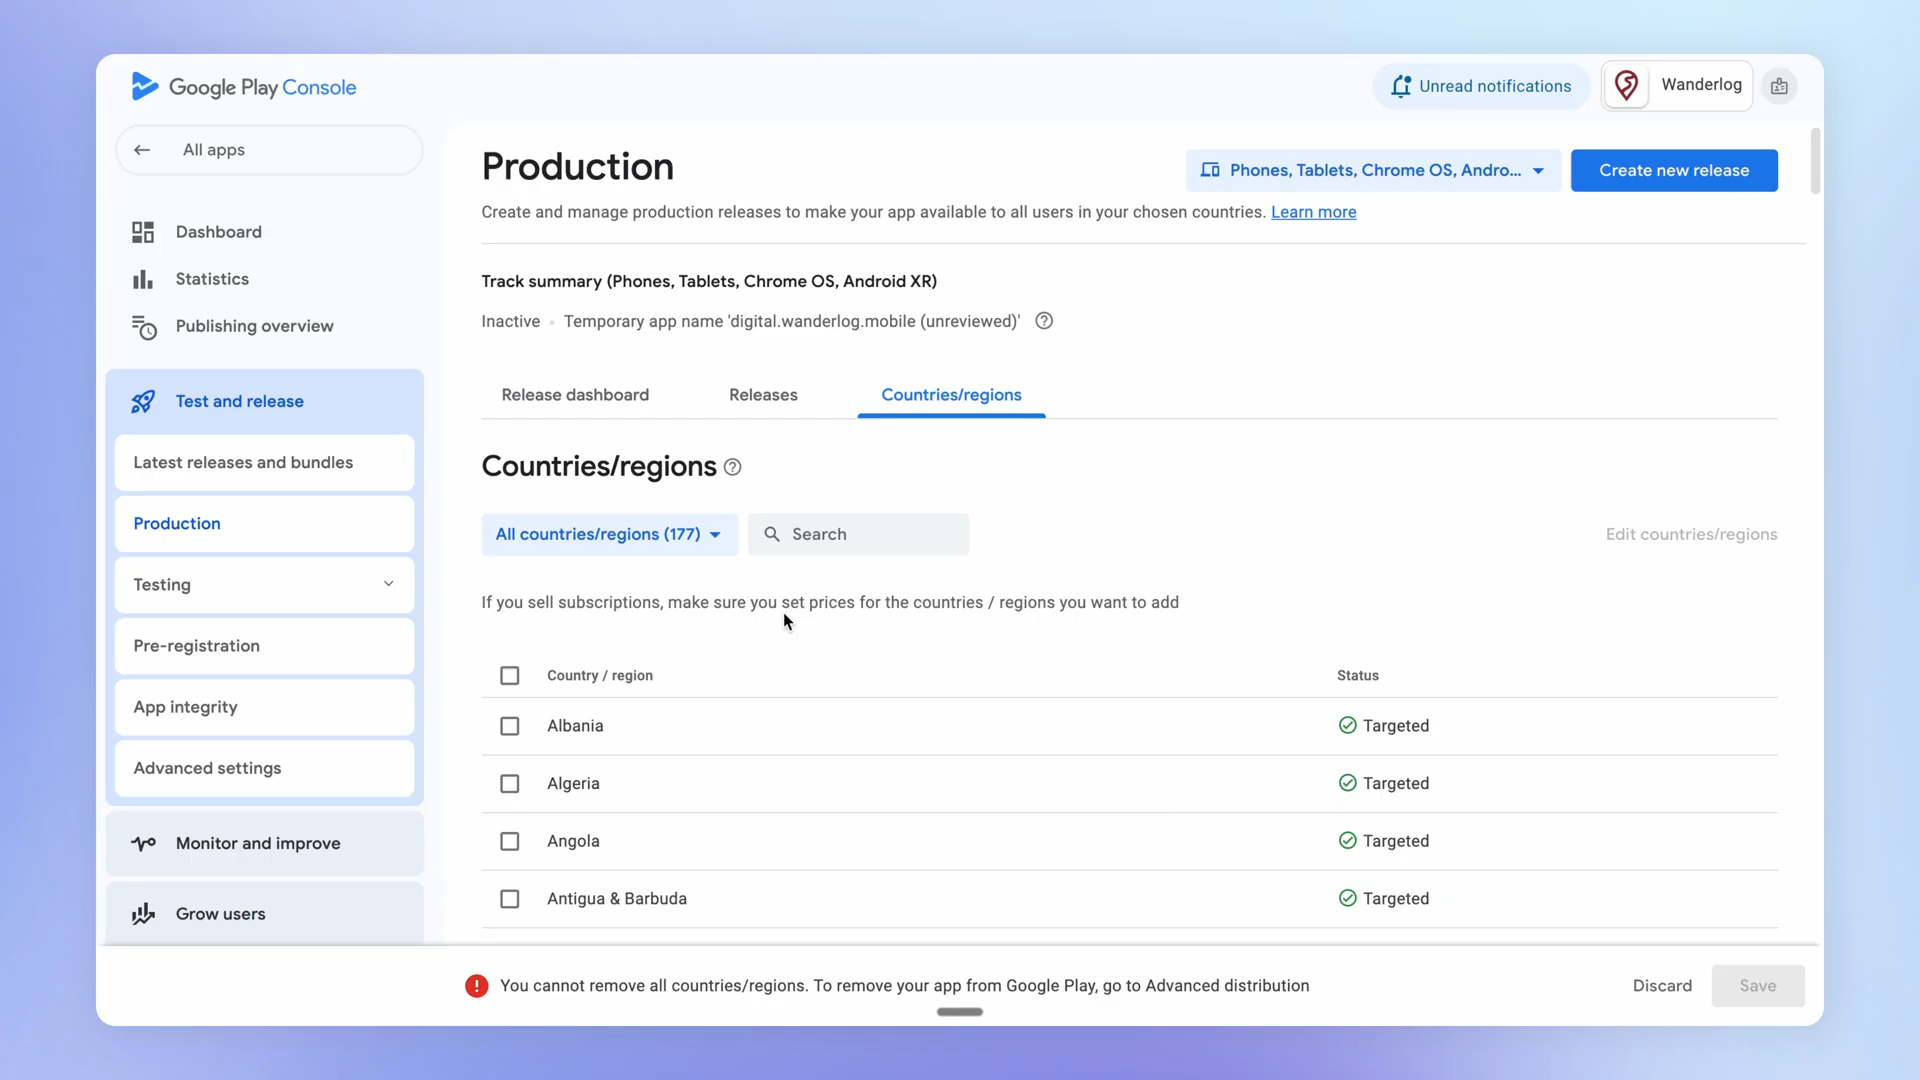 Google Play Console
Unread notifications
Wanderlog
All apps
Dashboard
Statistics
Publishing overview
Test and release
Latest releases and bundles
Production
Testing
Pre-registration
App integrity
Advanced settings
Monitor and improve
Grow users
Production
Phones, Tablets, Chrome OS, Andro...
Create new release
Create and manage production releases to make your app available to all users in your chosen countries. Learn more
Track summary (Phones, Tablets, Chrome OS, Android XR)
Inactive • Temporary app name 'digital.wanderlog.mobile (unreviewed)'
Release dashboard
Releases
Countries/regions
Countries/regions
All countries/regions (177)
Search
Edit countries/regions
If you sell subscriptions, make sure you set prices for the countries / regions you want to add
Country / region
Status
Albania
Targeted
Algeria
Targeted
Angola
Targeted
Antigua & Barbuda
Targeted
You cannot remove all countries/regions. To remove your app from Google Play, go to Advanced distribution
Discard
Save